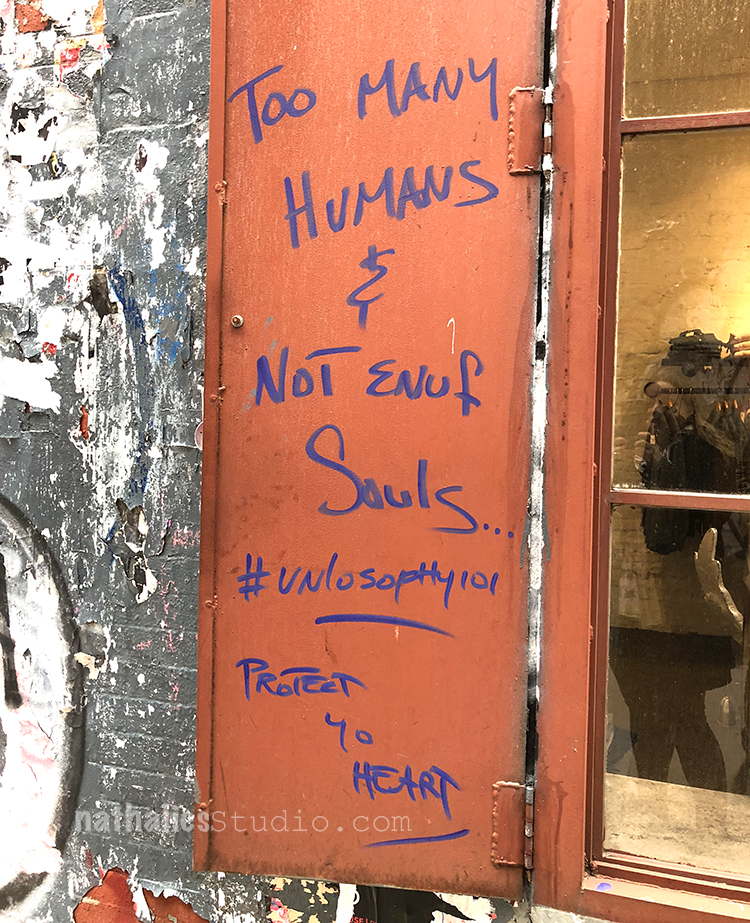 Too MANY
HUMANS
&
NOT ENUf
Souls...
#UNlosophy101
PROTECT
yo
HEART
nathaliesstudio.com